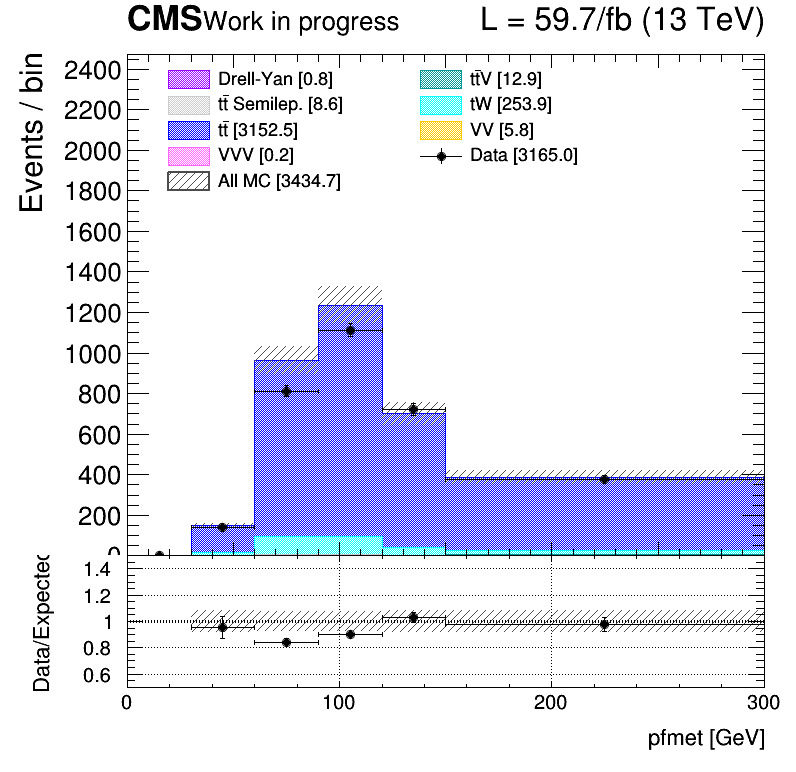 CMS Work in progress L = 59.7/fb (13 TeV)
Events / bin
2400
2200
2000
1800
1600
1400
1200
1000
800
600
400
200
0
Drell-Yan [0.8]
tt̄ Semilep. [8.6]
tt̄ [3152.5]
VVV [0.2]
All MC [3434.7]
tt̄V [12.9]
tW [253.9]
VV [5.8]
Data [3165.0]
Data/Expected
1.4
1.2
1
0.8
0.6
0 100 200 300
pfmet [GeV]